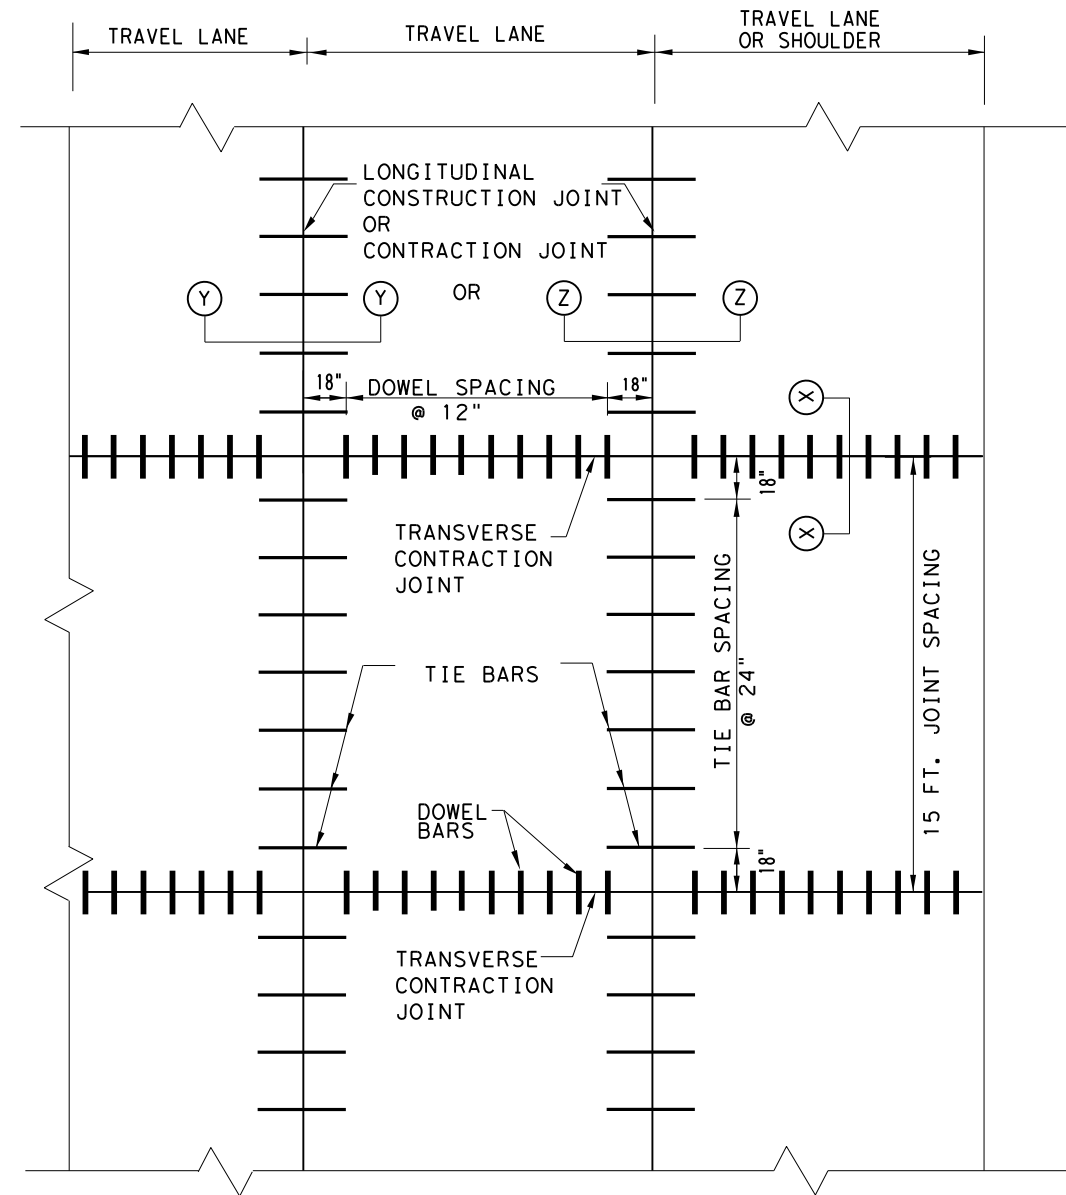 TRAVEL LANE
TRAVEL LANE
TRAVEL LANE
OR SHOULDER
LONGITUDINAL
CONSTRUCTION JOINT
OR
CONTRACTION JOINT
OR
Y
Y
Z
Z
18"
DOWEL SPACING
@ 12"
18"
X
X
18"
TRANSVERSE
CONTRACTION
JOINT
TIE BAR SPACING
@ 24"
15 FT. JOINT SPACING
TIE BARS
DOWEL
BARS
18"
TRANSVERSE
CONTRACTION
JOINT